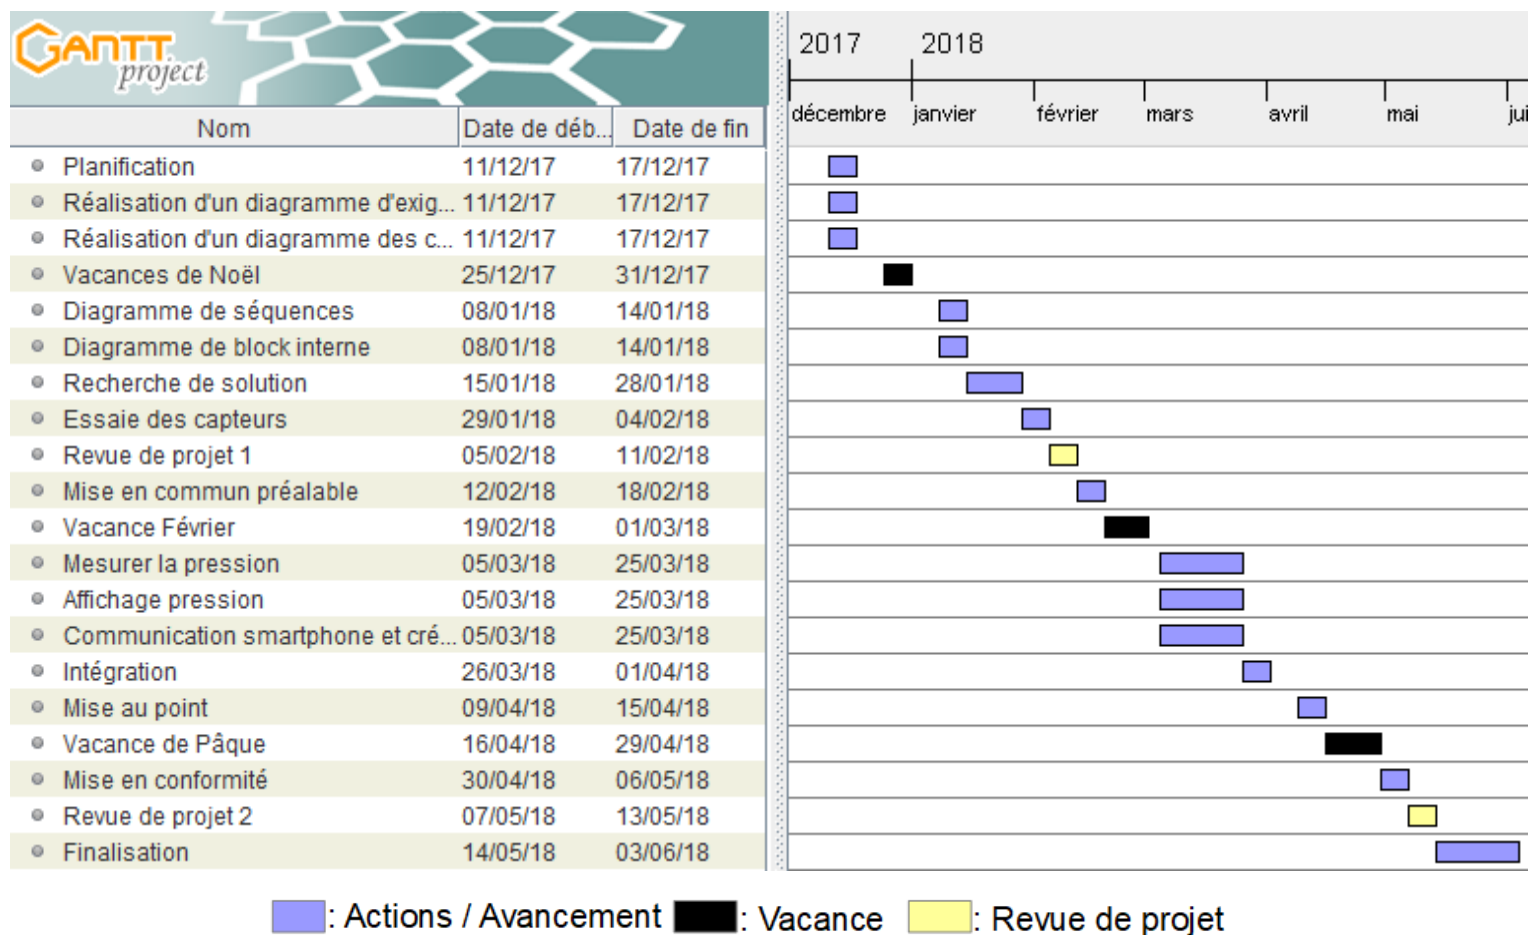 GANTT
project
2017 2018
décembre janvier février mars avril mai jui
Nom Date de déb... Date de fin
Planification 11/12/17 17/12/17
Réalisation d'un diagramme d'exig... 11/12/17 17/12/17
Réalisation d'un diagramme des c... 11/12/17 17/12/17
Vacances de Noël 25/12/17 31/12/17
Diagramme de séquences 08/01/18 14/01/18
Diagramme de block interne 08/01/18 14/01/18
Recherche de solution 15/01/18 28/01/18
Essaie des capteurs 29/01/18 04/02/18
Revue de projet 1 05/02/18 11/02/18
Mise en commun préalable 12/02/18 18/02/18
Vacance Février 19/02/18 01/03/18
Mesurer la pression 05/03/18 25/03/18
Affichage pression 05/03/18 25/03/18
Communication smartphone et cré... 05/03/18 25/03/18
Intégration 26/03/18 01/04/18
Mise au point 09/04/18 15/04/18
Vacance de Pâque 16/04/18 29/04/18
Mise en conformité 30/04/18 06/05/18
Revue de projet 2 07/05/18 13/05/18
Finalisation 14/05/18 03/06/18
: Actions / Avancement : Vacance : Revue de projet